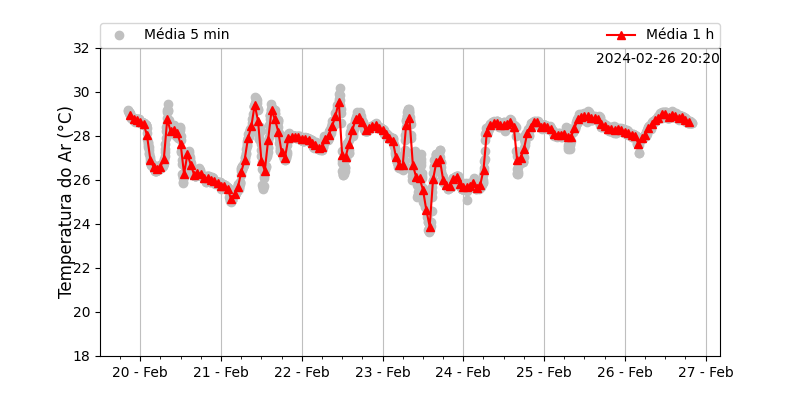 Média 5 min
Média 1 h
2024-02-26 20:20
Temperatura do Ar (°C)
32
30
28
26
24
22
20
18
20 - Feb
21 - Feb
22 - Feb
23 - Feb
24 - Feb
25 - Feb
26 - Feb
27 - Feb